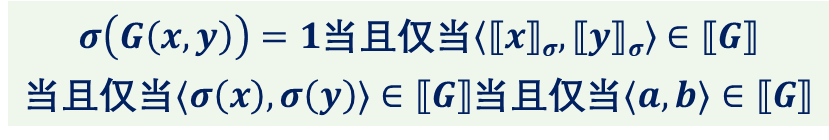 σ(G(x,y)) = 1当且仅当⟨⟦x⟧σ,⟦y⟧σ⟩ ∈ ⟦G⟧
当且仅当⟨σ(x),σ(y)⟩ ∈ ⟦G⟧当且仅当⟨a,b⟩ ∈ ⟦G⟧